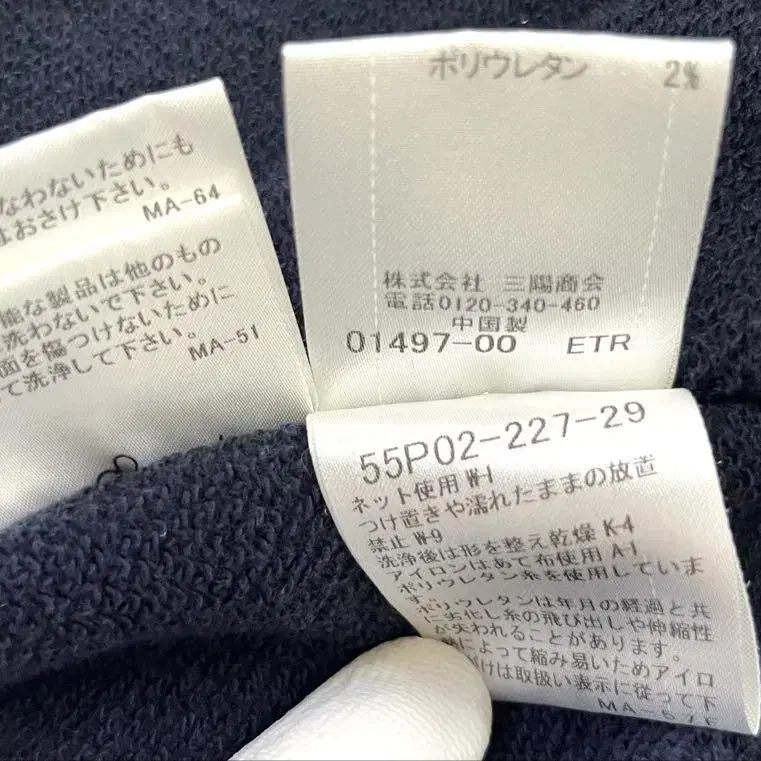 なわないためにも
はおさけ下さい。
MA-64
能な製品は他のもの
洗わないで下さい。
面を傷つけないために
て洗浄して下さい。
MA-51
ポリウレタン 2%
株式会社 三陽商会
電話0120-340-460
中国製
01497-00 ETR
55P02-227-29
ネット使用 W-1
つけ置きや濡れたままの放置
禁止 W-9
洗浄後は形を整え乾燥 K-4
アイロンはあて布使用 A-1
ポリウレタン糸を使用していま
す。
ポリウレタンは年月の経過と共
に劣化し糸の飛び出しや伸縮性
が失われることがあります。
によって縮み易いためアイロ
けは取扱い表示に従って下